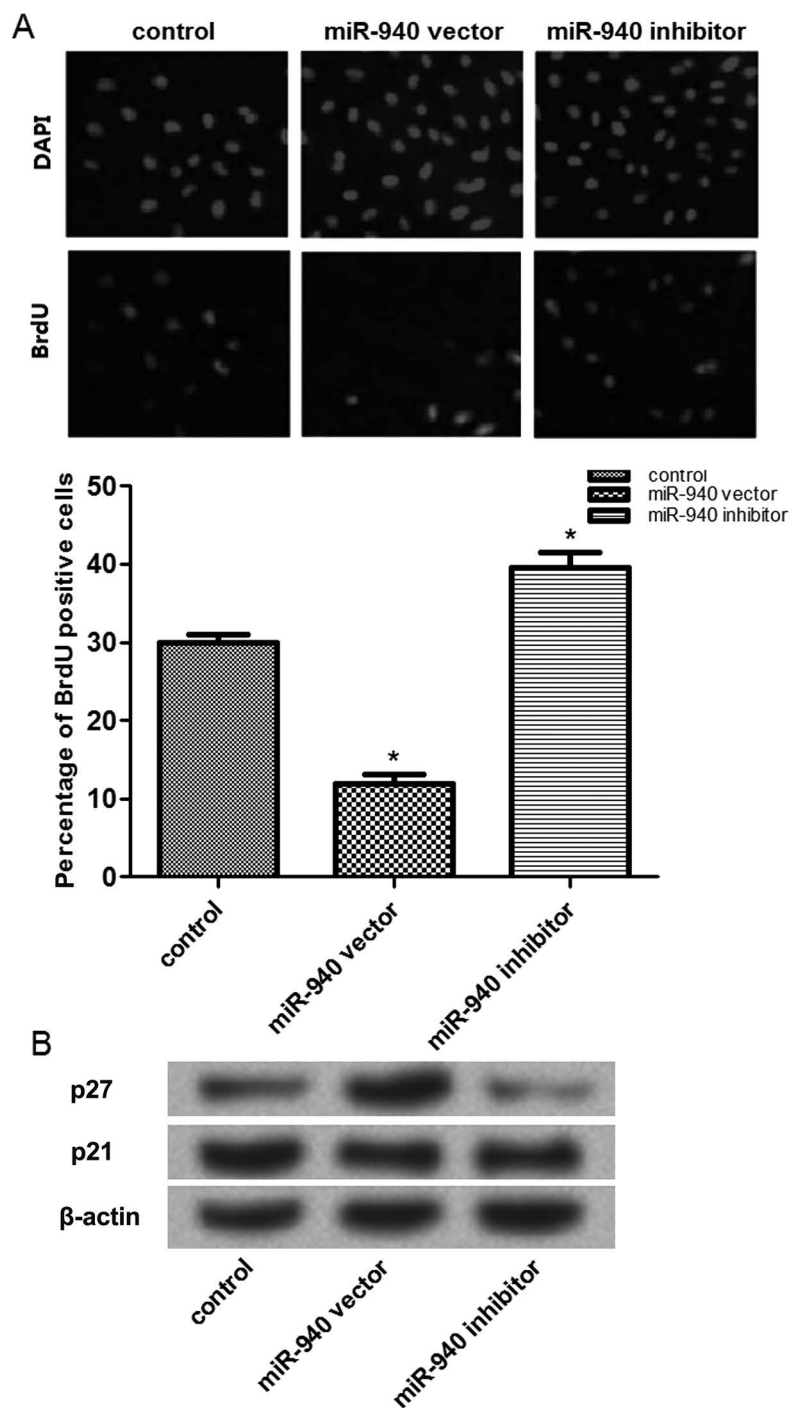 A
control
miR-940 vector
miR-940 inhibitor
DAPI
BrdU
Percentage of BrdU positive cells
50
40
30
20
10
0
control
miR-940 vector
miR-940 inhibitor
*
*
control
miR-940 vector
miR-940 inhibitor
B
p27
p21
β-actin
control
miR-940 vector
miR-940 inhibitor